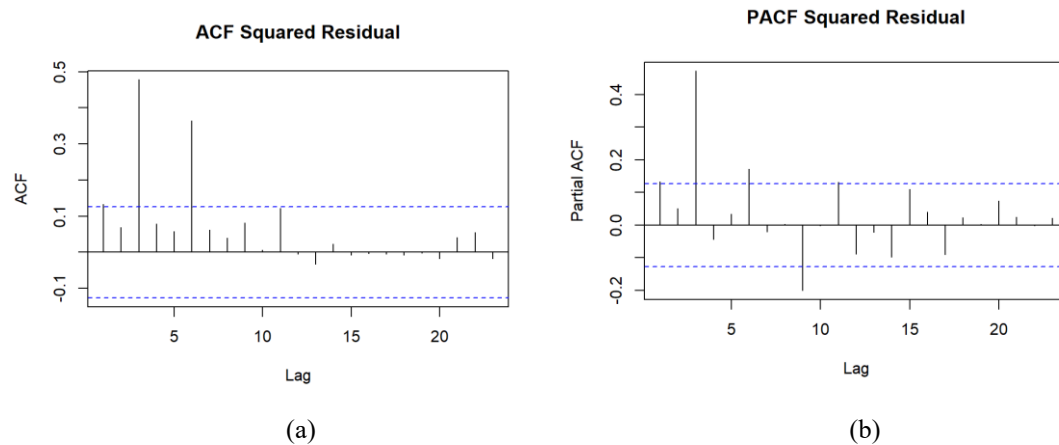 ACF Squared Residual
ACF
0.5
0.3
0.1
-0.1
5
10
15
20
Lag
(a)
PACF Squared Residual
Partial ACF
0.4
0.2
0.0
-0.2
5
10
15
20
Lag
(b)